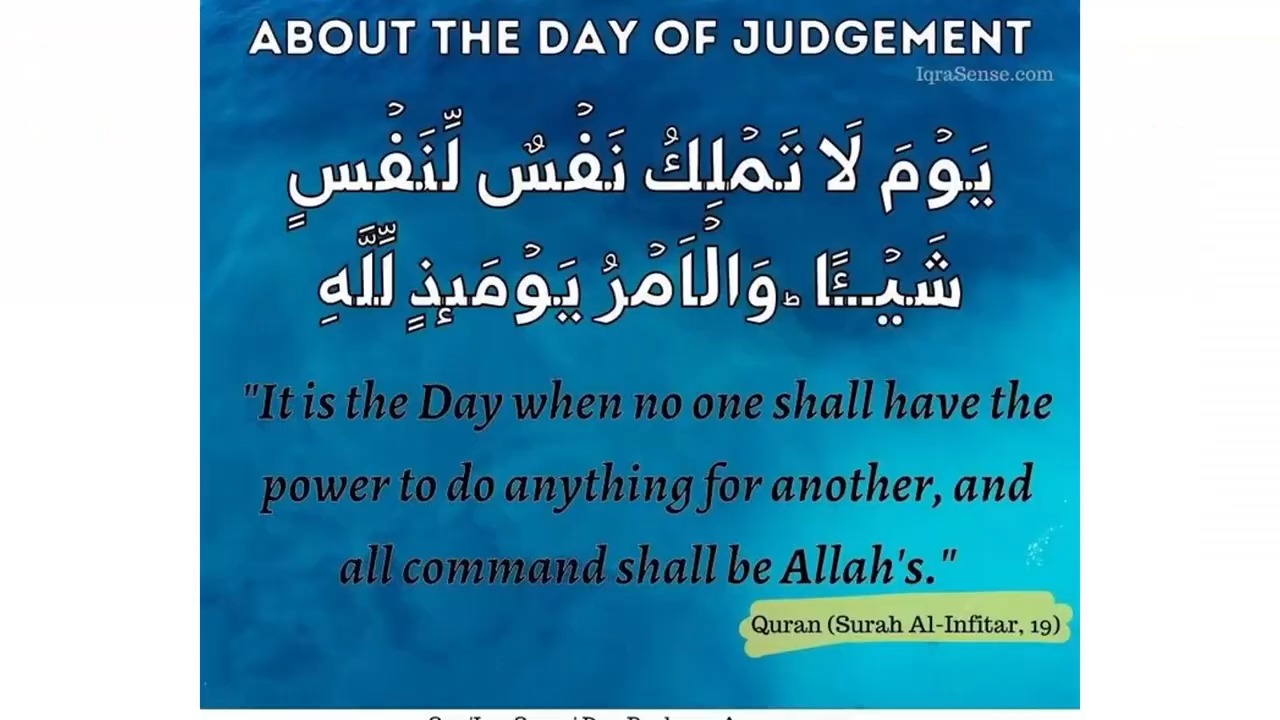 ABOUT THE DAY OF JUDGEMENT
IqraSense.com
يَوْمَ لَا تَمْلِكُ نَفْسٌ لِّنَفْسٍ
شَيْـًٔا ؕ وَالْاَمْرُ يَوْمَىِٕذٍ لِّلّٰهِ
"It is the Day when no one shall have the
power to do anything for another, and
all command shall be Allah's."
Quran (Surah Al-Infitar, 19)